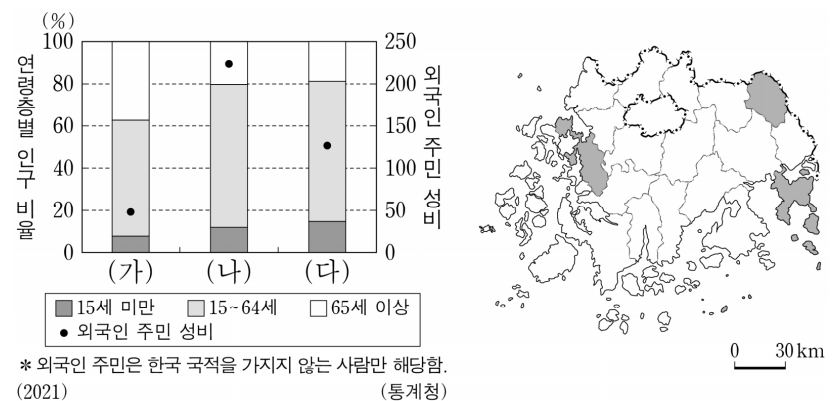 (%)
100
80
60
40
20
0
연령층별 인구 비율
250
200
150
100
50
0
외국인 주민 성비
(가) (나) (다)
15세 미만 15~64세 65세 이상
외국인 주민 성비
* 외국인 주민은 한국 국적을 가지지 않는 사람만 해당함.
(2021) (통계청)
0 30 km